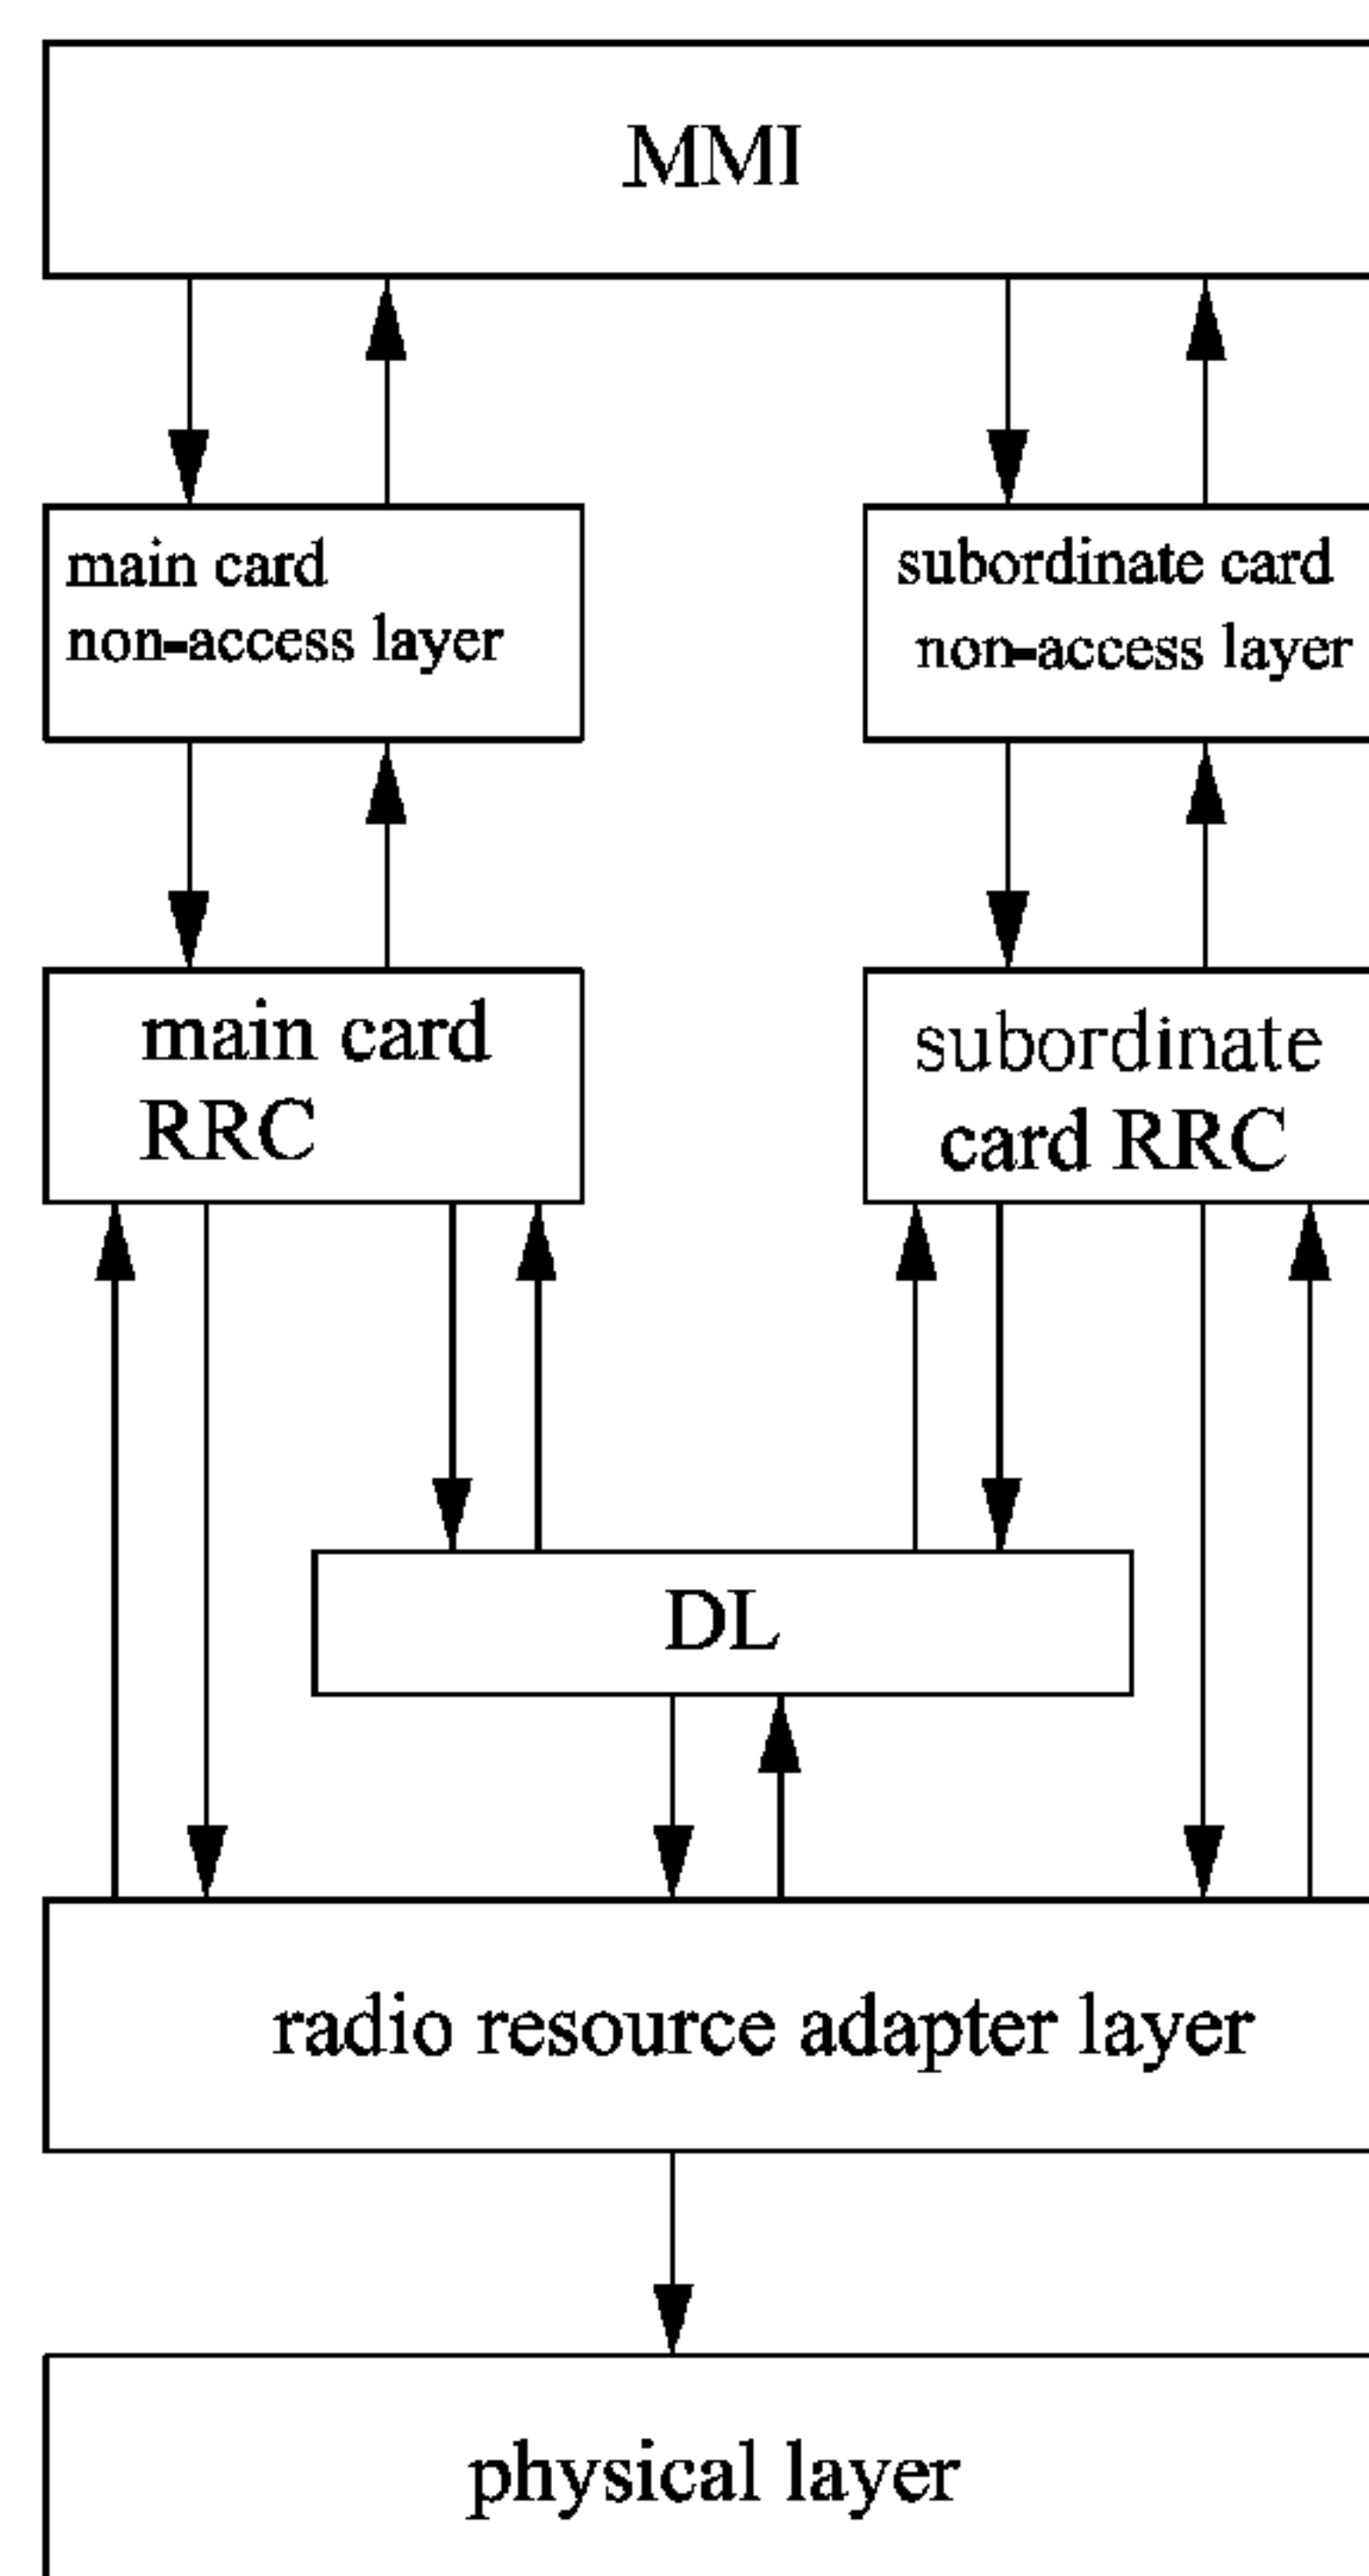 MMI
main card
non-access layer
subordinate card
non-access layer
main card
RRC
subordinate
card RRC
DL
radio resource adapter layer
physical layer